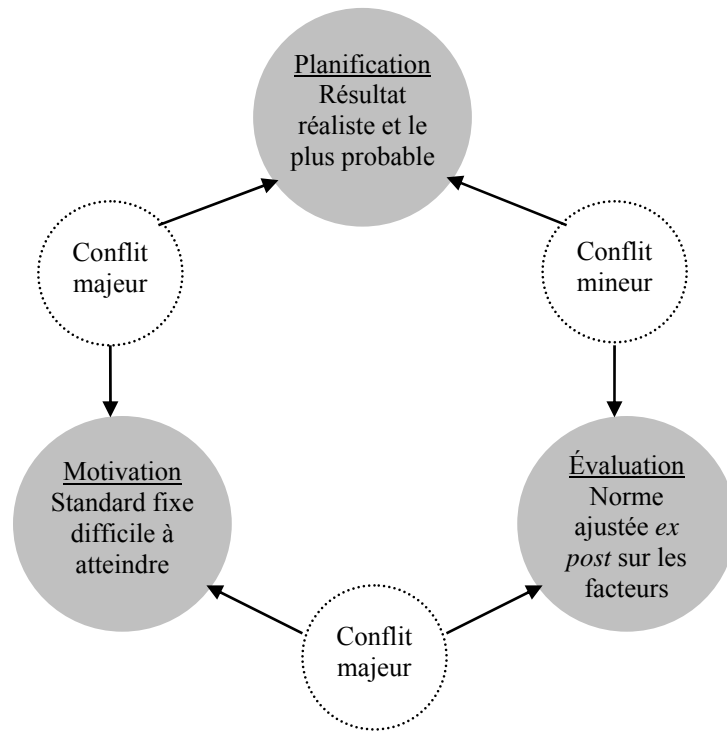 Planification
Résultat
réaliste et le
plus probable
Conflit
majeur
Conflit
mineur
Motivation
Standard fixe
difficile à
atteindre
Évaluation
Norme
ajustée ex
post sur les
facteurs
Conflit
majeur